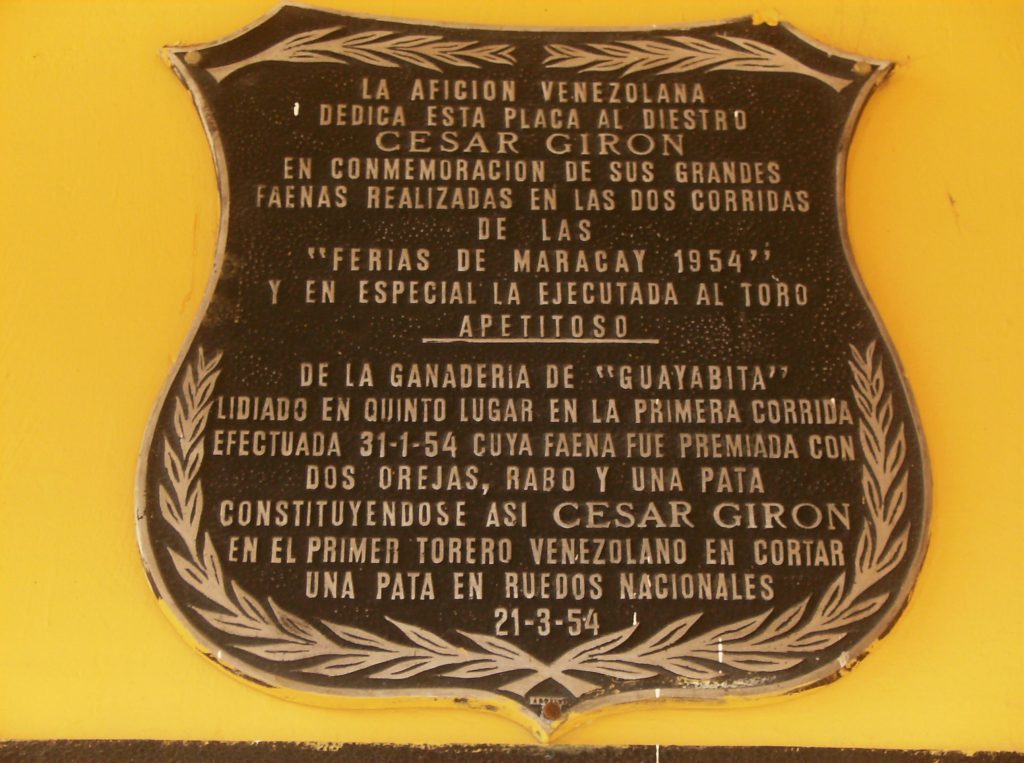 LA AFICION VENEZOLANA
DEDICA ESTA PLACA AL DIESTRO
CESAR GIRON
EN CONMEMORACION DE SUS GRANDES
FAENAS REALIZADAS EN LAS DOS CORRIDAS
DE LAS
"FERIAS DE MARACAY 1954"
Y EN ESPECIAL LA EJECUTADA AL TORO
APETITOSO
DE LA GANADERIA DE "GUAYABITA"
LIDIADO EN QUINTO LUGAR EN LA PRIMERA CORRIDA
EFECTUADA 31-1-54 CUYA FAENA FUE PREMIADA CON
DOS OREJAS, RABO Y UNA PATA
CONSTITUYENDOSE ASI CESAR GIRON
EN EL PRIMER TORERO VENEZOLANO EN CORTAR
UNA PATA EN RUEDOS NACIONALES
21-3-54